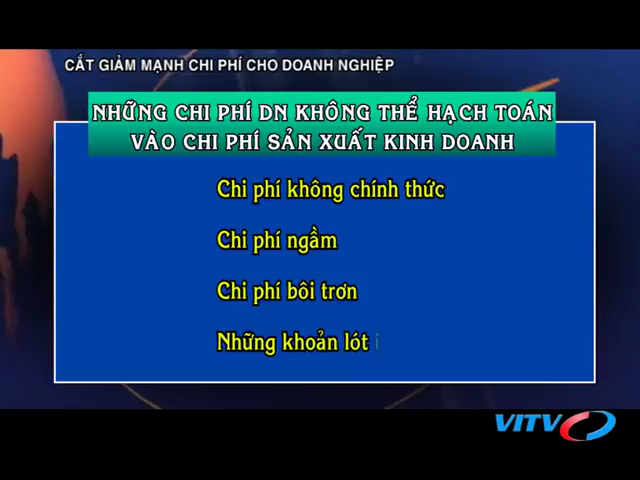 CẮT GIẢM MẠNH CHI PHÍ CHO DOANH NGHIỆP
NHỮNG CHI PHÍ DN KHÔNG THỂ HẠCH TOÁN
VÀO CHI PHÍ SẢN XUẤT KINH DOANH
Chi phí không chính thức
Chi phí ngầm
Chi phí bôi trơn
Những khoản lót
VITV